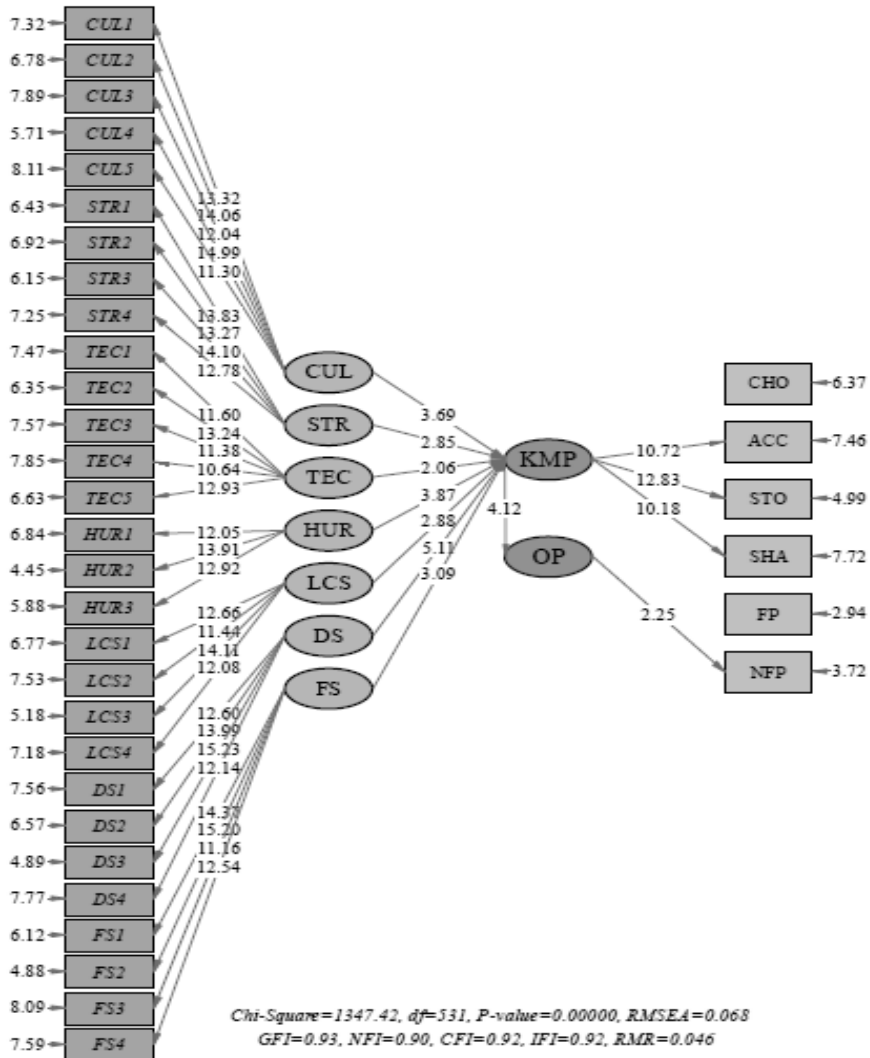 7.32 CUL1
6.78 CUL2
7.89 CUL3
5.71 CUL4
8.11 CUL5
6.43 STR1
6.92 STR2
6.15 STR3
7.25 STR4
7.47 TEC1
6.35 TEC2
7.57 TEC3
7.85 TEC4
6.63 TEC5
6.84 HUR1
4.45 HUR2
5.88 HUR3
6.77 LCS1
7.53 LCS2
5.18 LCS3
7.18 LCS4
7.56 DS1
6.57 DS2
4.89 DS3
7.77 DS4
6.12 FS1
4.88 FS2
8.09 FS3
7.59 FS4
13.32
14.06
12.04
14.99
11.30
13.83
13.27
14.10
12.78
11.60
13.24
11.38
10.64
12.93
12.05
13.91
12.92
12.66
11.44
14.11
12.08
12.60
13.99
15.23
12.14
14.37
15.20
11.16
12.54
CUL
STR
TEC
HUR
LCS
DS
FS
3.69
2.85
2.06
3.87
2.88
5.11
3.09
KMP
4.12
OP
10.72
12.83
10.18
2.25
CHO 6.37
ACC 7.46
STO 4.99
SHA 7.72
FP 2.94
NFP 3.72
Chi-Square=1347.42, df=531, P-value=0.00000, RMSEA=0.068
GFI=0.93, NFI=0.90, CFI=0.92, IFI=0.92, RMR=0.046